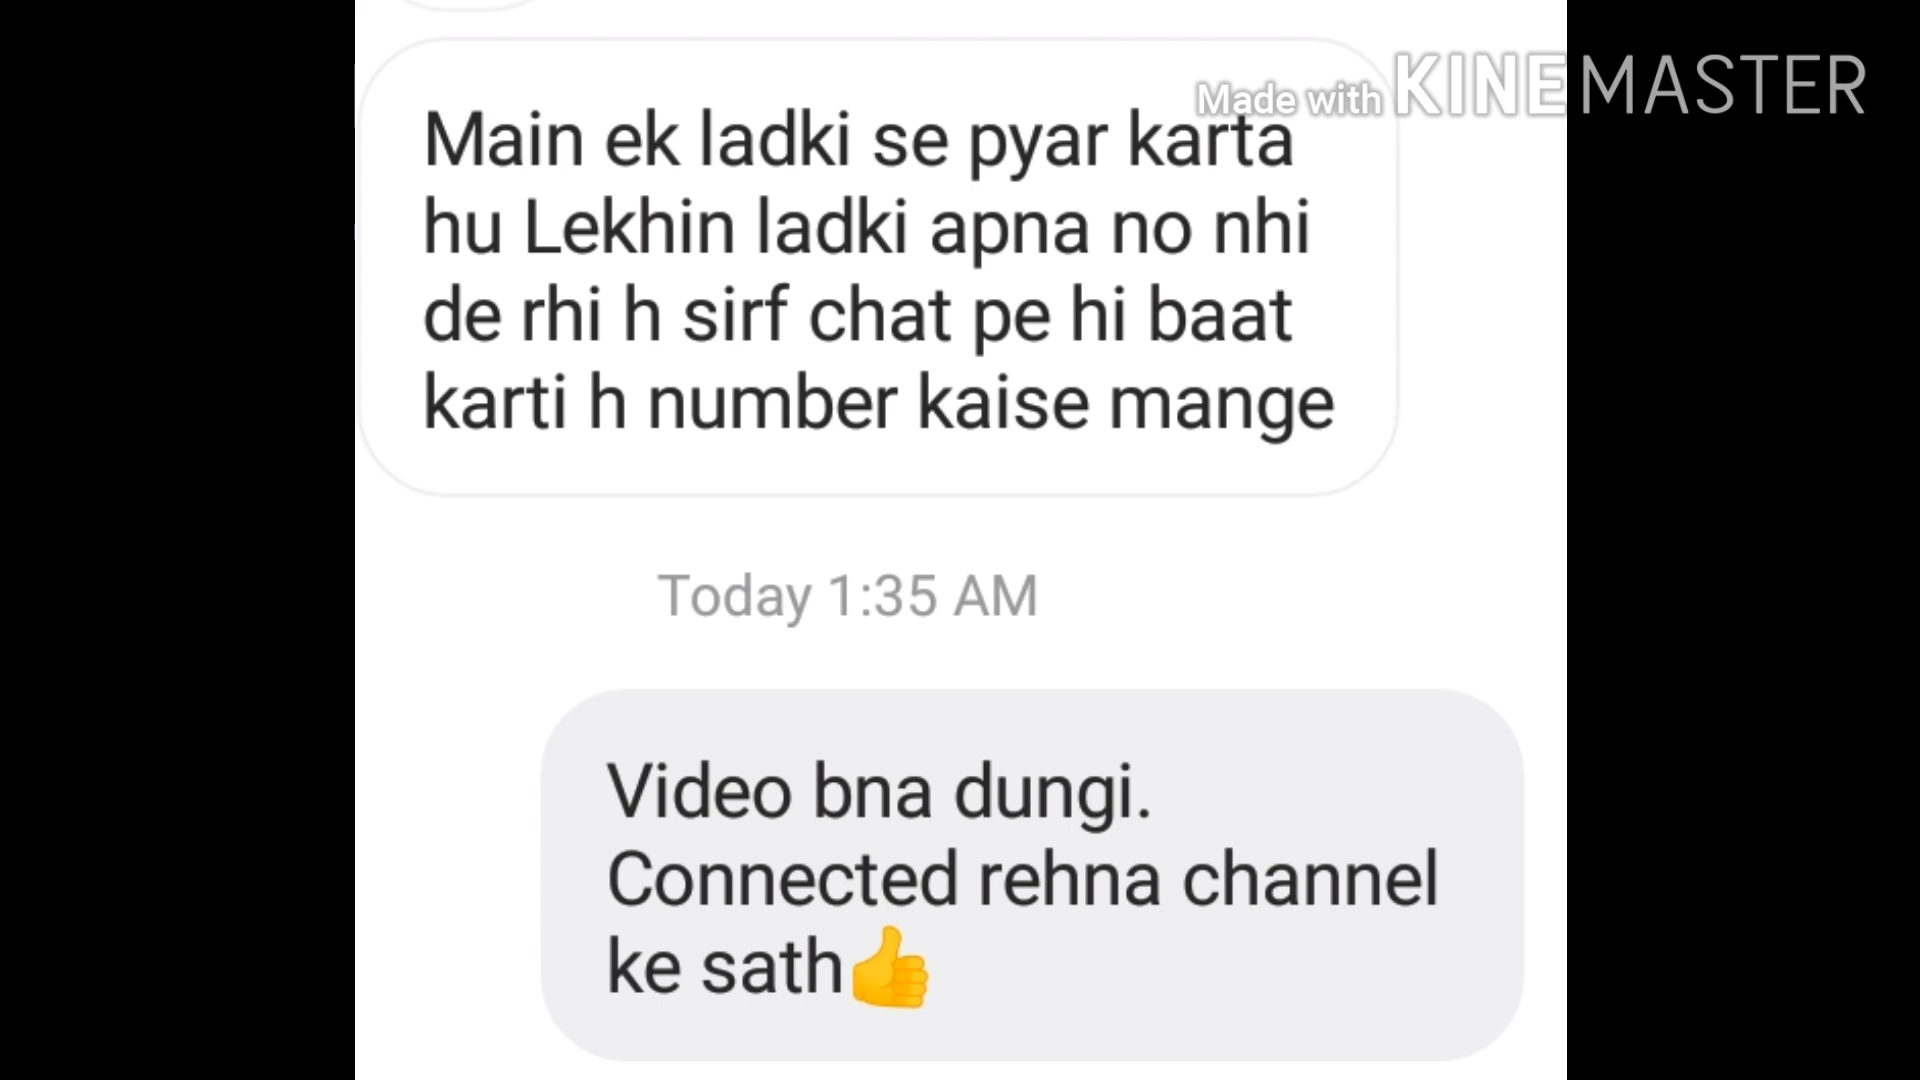 Made with KINEMASTER
Main ek ladki se pyar karta
hu Lekhin ladki apna no nhi
de rhi h sirf chat pe hi baat
karti h number kaise mange
Today 1:35 AM
Video bna dungi.
Connected rehna channel
ke sath👍